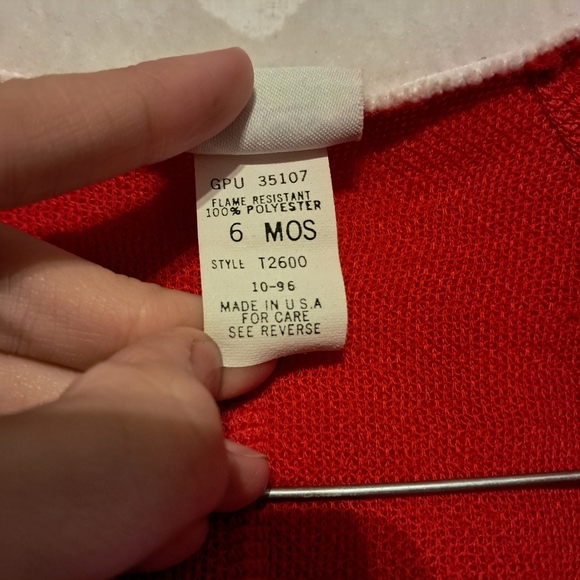 GPU 35107
FLAME RESISTANT
100% POLYESTER
6 MOS
STYLE T2600
10-96
MADE IN U.S.A
FOR CARE
SEE REVERSE